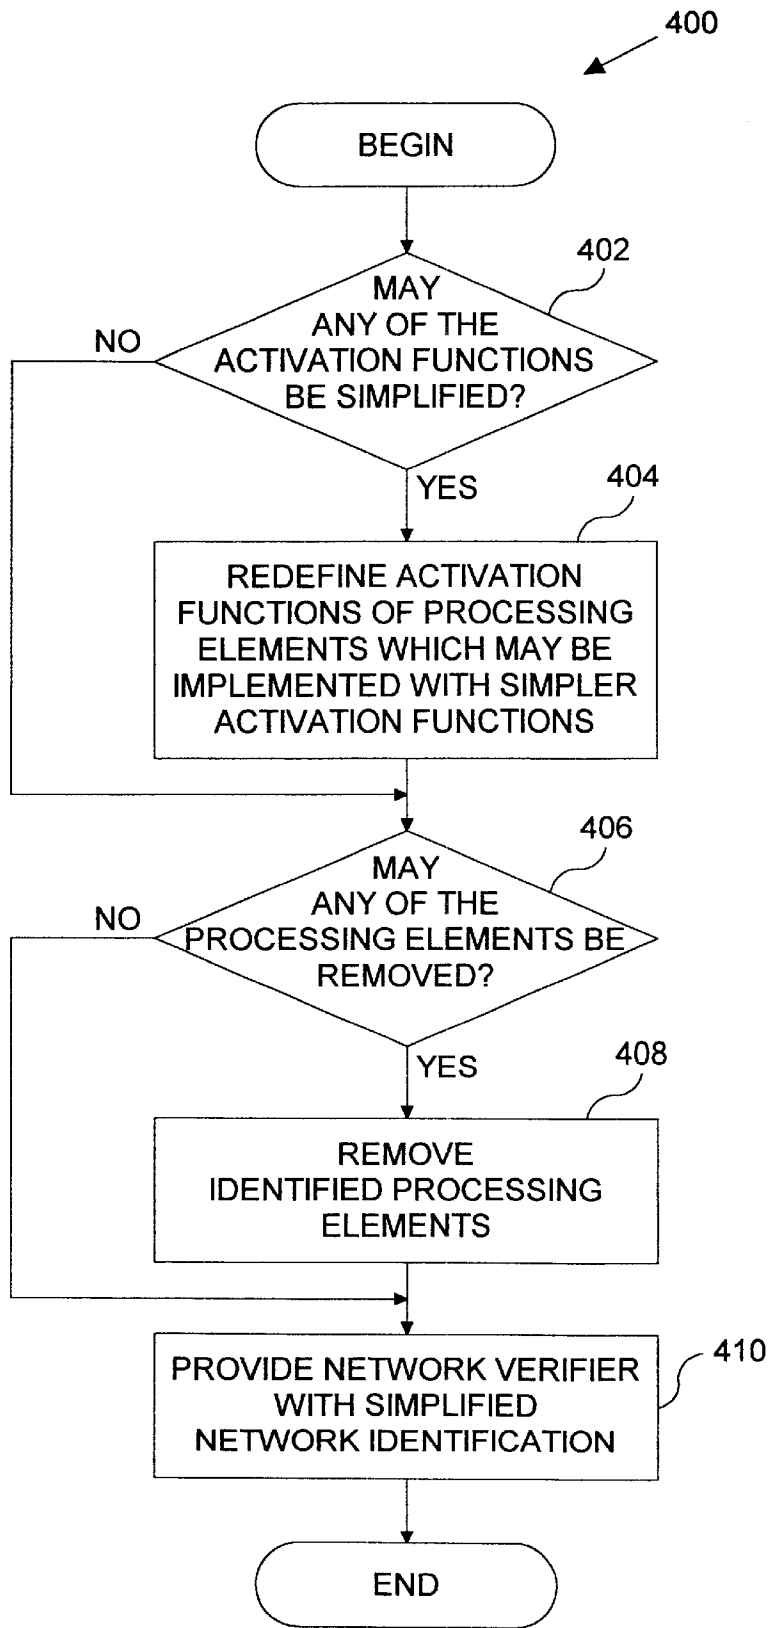 400
BEGIN
402
MAY
ANY OF THE
ACTIVATION FUNCTIONS
BE SIMPLIFIED?
NO
YES
404
REDEFINE ACTIVATION
FUNCTIONS OF PROCESSING
ELEMENTS WHICH MAY BE
IMPLEMENTED WITH SIMPLER
ACTIVATION FUNCTIONS
406
MAY
ANY OF THE
PROCESSING ELEMENTS BE
REMOVED?
NO
YES
408
REMOVE
IDENTIFIED PROCESSING
ELEMENTS
410
PROVIDE NETWORK VERIFIER
WITH SIMPLIFIED
NETWORK IDENTIFICATION
END